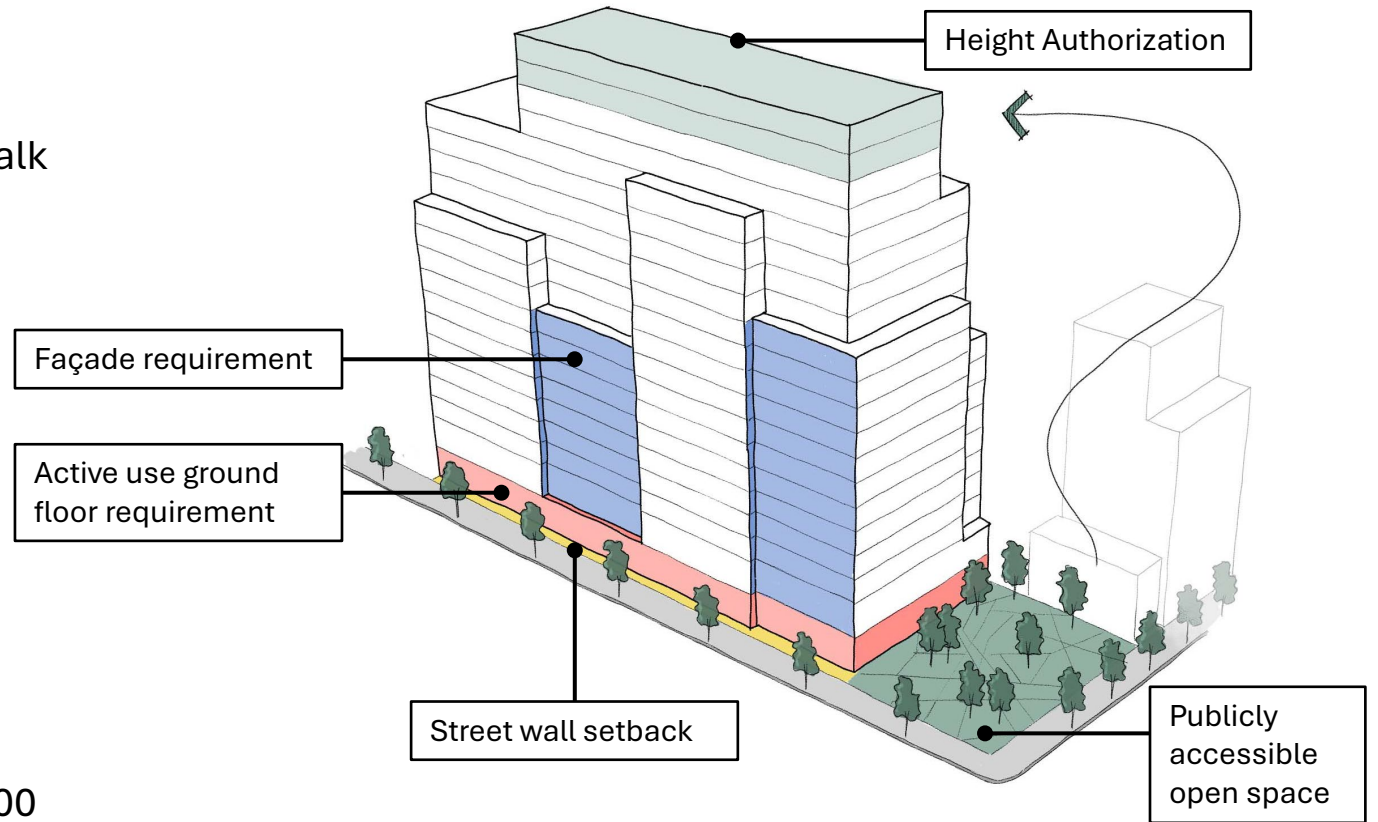 Height Authorization
alk
Façade requirement
Active use ground
floor requirement
Street wall setback
Publicly
accessible
open space
00